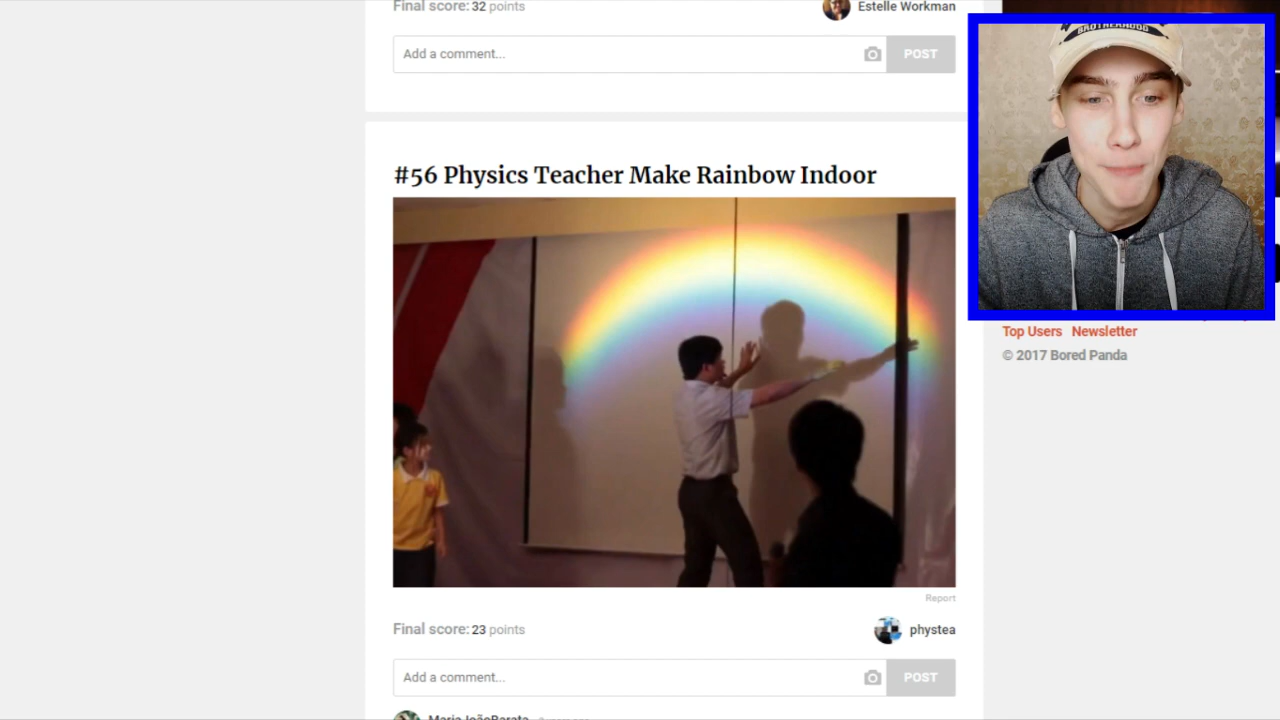 Final score: 32 points
Estelle Workman
Add a comment...
POST
BROTHERHOOD
#56 Physics Teacher Make Rainbow Indoor
Top Users Newsletter
© 2017 Bored Panda
Report
Final score: 23 points
phystea
Add a comment...
POST